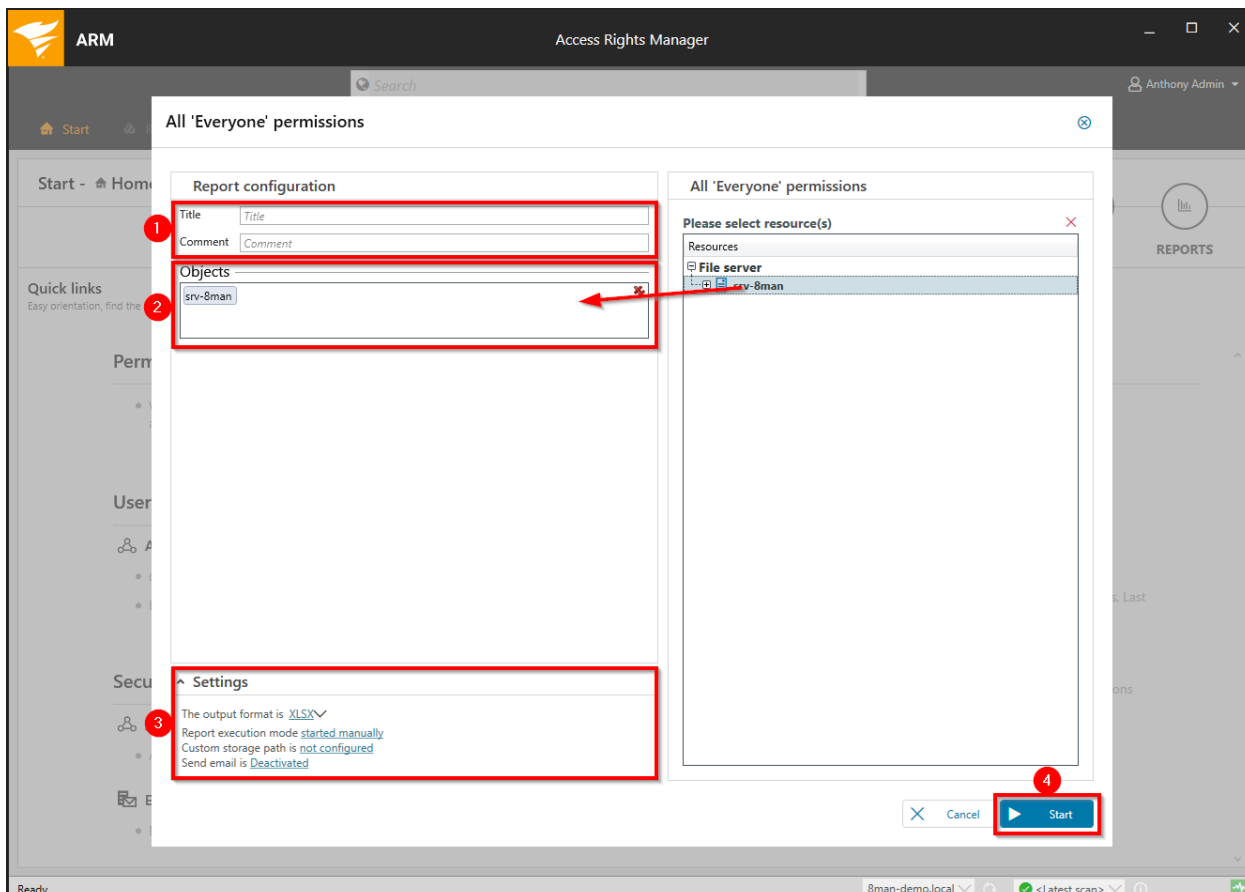 ARM
Access Rights Manager
Search
Anthony Admin
Start
All 'Everyone' permissions
Start - Home
REPORTS
Quick links
Easy orientation, find the
Report configuration
1
Title Title
Comment Comment
2
Objects
srv-8man
All 'Everyone' permissions
Please select resource(s)
Resources
File server
srv-8man
Perm
User
s, Last
Secu
ons
3
Settings
The output format is XLSX
Report execution mode started manually
Custom storage path is not configured
Send email is Deactivated
4
Cancel
Start
Ready
8man-demo.local
<Latest scan>